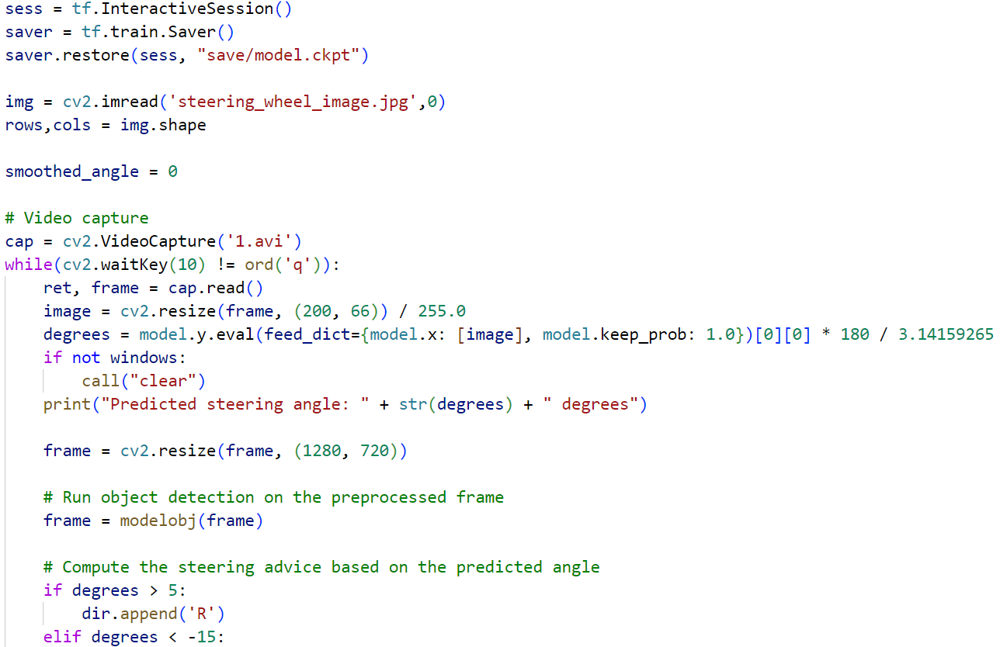 sess = tf.InteractiveSession()
saver = tf.train.Saver()
saver.restore(sess, "save/model.ckpt")

img = cv2.imread('steering_wheel_image.jpg',0)
rows,cols = img.shape

smoothed_angle = 0

# Video capture
cap = cv2.VideoCapture('1.avi')
while(cv2.waitKey(10) != ord('q')):
    ret, frame = cap.read()
    image = cv2.resize(frame, (200, 66)) / 255.0
    degrees = model.y.eval(feed_dict={model.x: [image], model.keep_prob: 1.0})[0][0] * 180 / 3.14159265
    if not windows:
        call("clear")
    print("Predicted steering angle: " + str(degrees) + " degrees")

    frame = cv2.resize(frame, (1280, 720))

    # Run object detection on the preprocessed frame
    frame = modelobj(frame)

    # Compute the steering advice based on the predicted angle
    if degrees > 5:
        dir.append('R')
    elif degrees < -15: